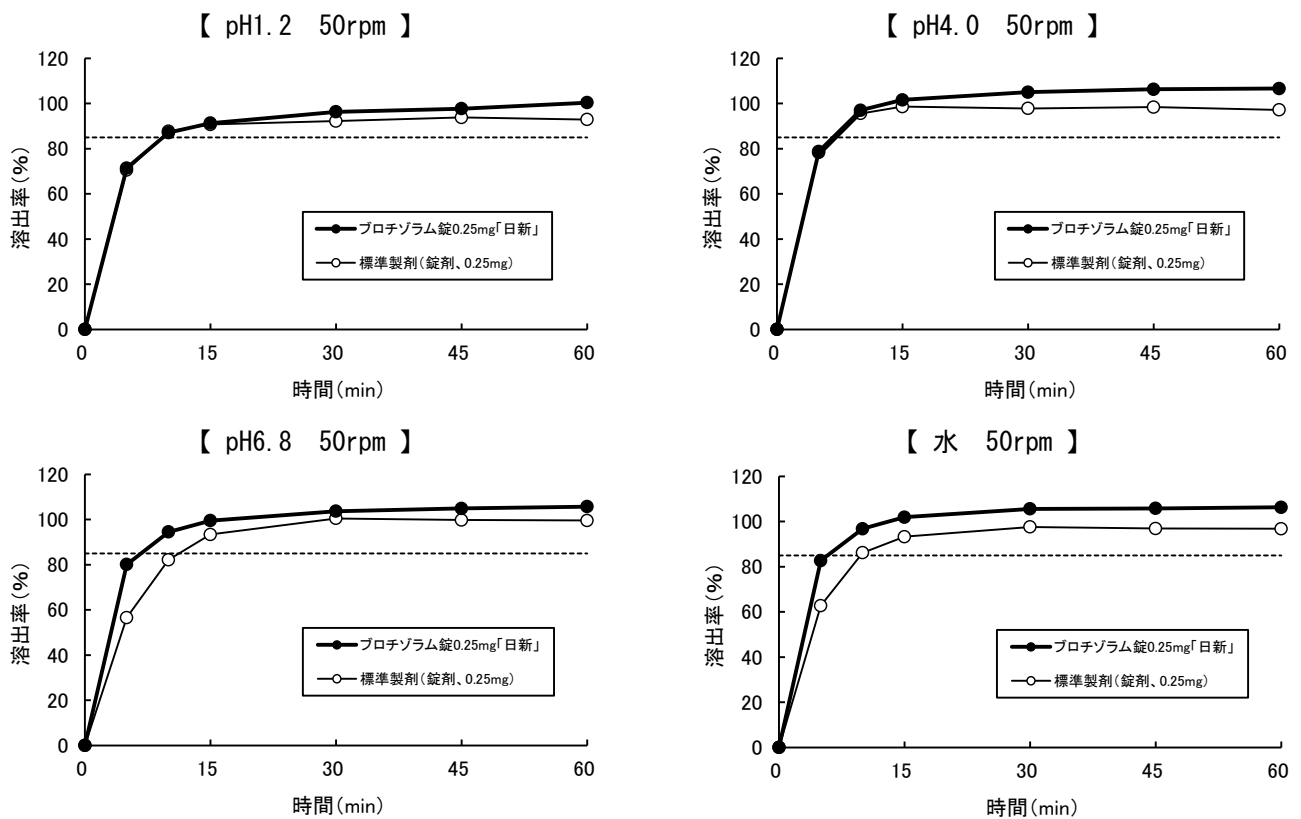 【 pH1.2 50rpm 】
120
100
80
60
40
20
0
溶出率(%)
ブロチゾラム錠0.25mg「日新」
標準製剤(錠剤、0.25mg)
0 15 30 45 60
時間(min)
【 pH4.0 50rpm 】
120
100
80
60
40
20
0
溶出率(%)
ブロチゾラム錠0.25mg「日新」
標準製剤(錠剤、0.25mg)
0 15 30 45 60
時間(min)
【 pH6.8 50rpm 】
120
100
80
60
40
20
0
溶出率(%)
ブロチゾラム錠0.25mg「日新」
標準製剤(錠剤、0.25mg)
0 15 30 45 60
時間(min)
【 水 50rpm 】
120
100
80
60
40
20
0
溶出率(%)
ブロチゾラム錠0.25mg「日新」
標準製剤(錠剤、0.25mg)
0 15 30 45 60
時間(min)